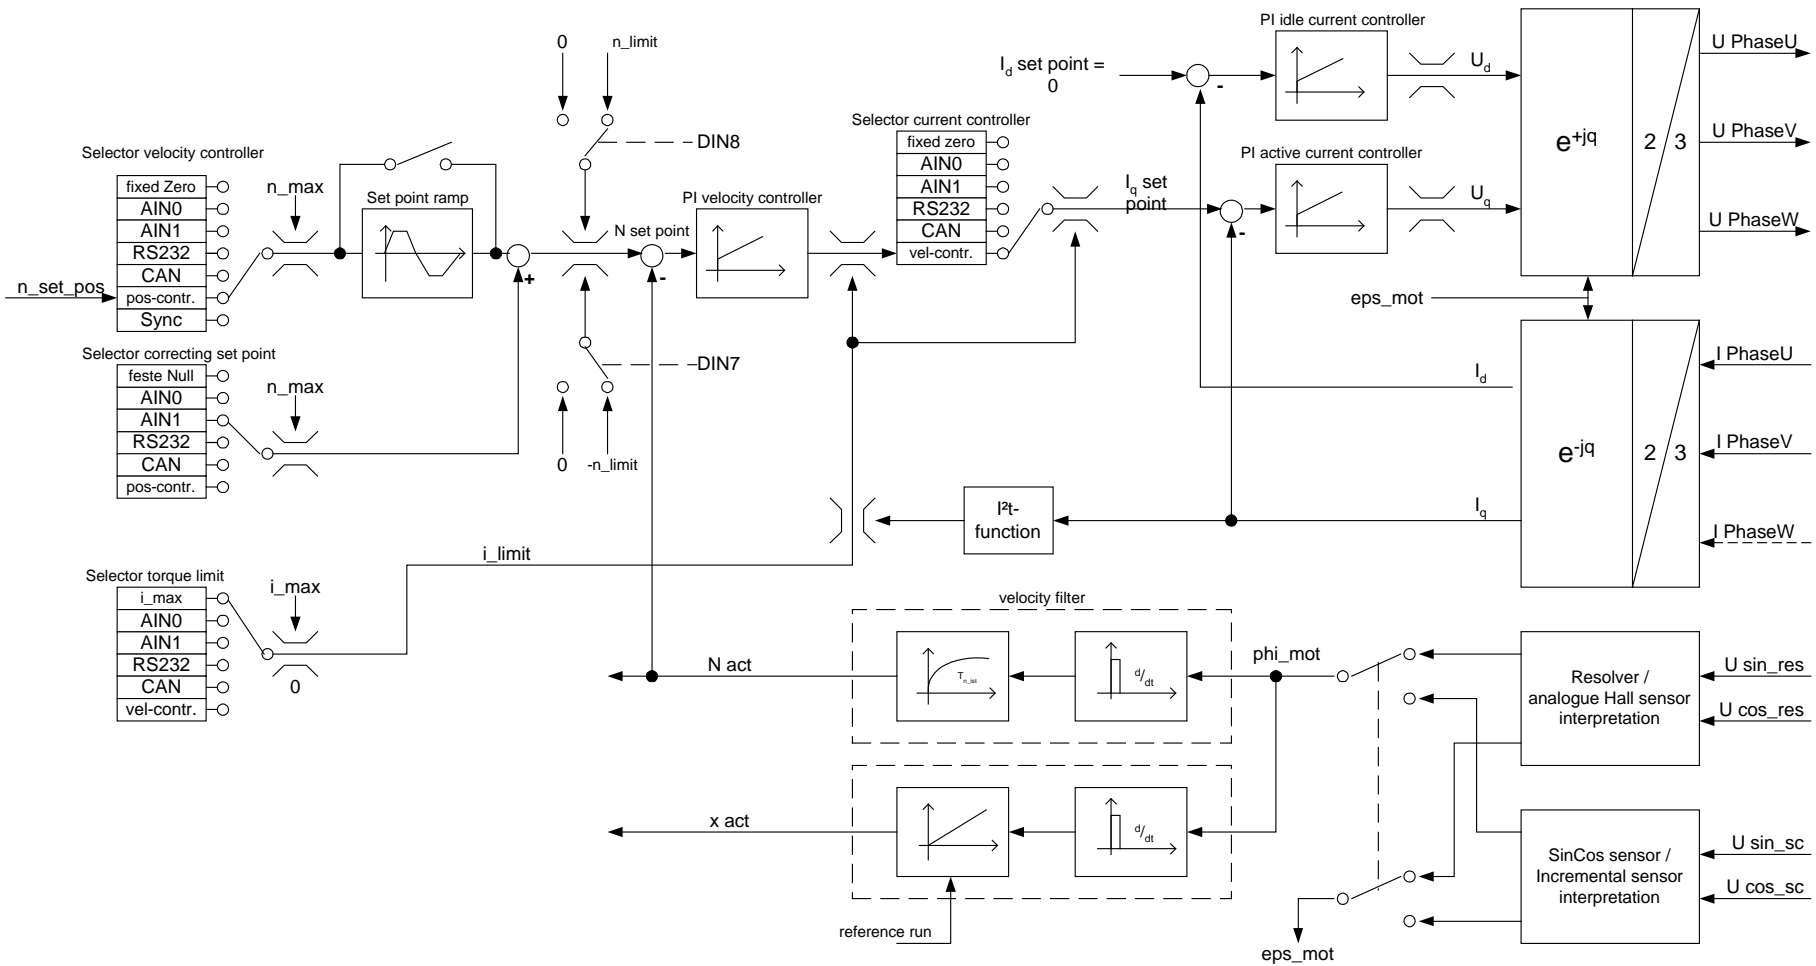 PI idle current controller
U PhaseU
0
n_limit
I_d set point =
0
-
U_d
Selector current controller
U PhaseV
Selector velocity controller
DIN8
fixed zero
PI active current controller
e+jq
2
3
n_max
Set point ramp
PI velocity controller
fixed Zero
AIN0
AIN1
RS232
CAN
pos-contr.
Sync
AIN0
AIN1
RS232
CAN
vel-contr.
I_q set
point
U_q
U PhaseW
N set point
-
+
-
n_set_pos
eps_mot
Selector correcting set point
n_max
feste Null
AIN0
AIN1
RS232
CAN
pos-contr.
DIN7
0
-n_limit
I_d
I PhaseU
I PhaseV
e-jq
2
3
I²t-
function
I_q
I PhaseW
i_limit
Selector torque limit
i_max
i_max
AIN0
AIN1
RS232
CAN
vel-contr.
0
velocity filter
N act
T_n_ist
d/dt
phi_mot
Resolver /
analogue Hall sensor
interpretation
U sin_res
U cos_res
x act
d/dt
SinCos sensor /
Incremental sensor
interpretation
U sin_sc
U cos_sc
reference run
eps_mot